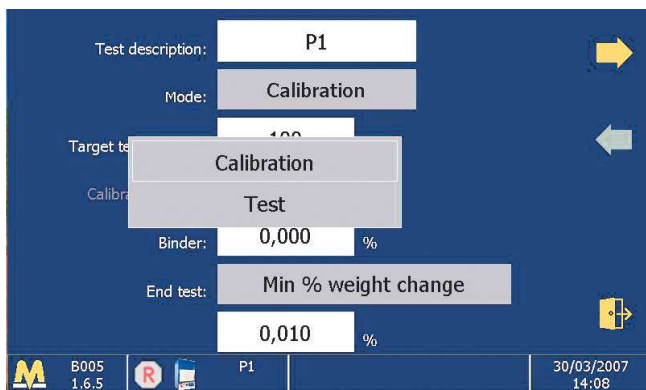 Test description: P1
Mode: Calibration
Target te
Calibration
Calibr
Test
Binder: 0,000 %
End test: Min % weight change
0,010 %
B005
1.6.5
R
P1
30/03/2007
14:08